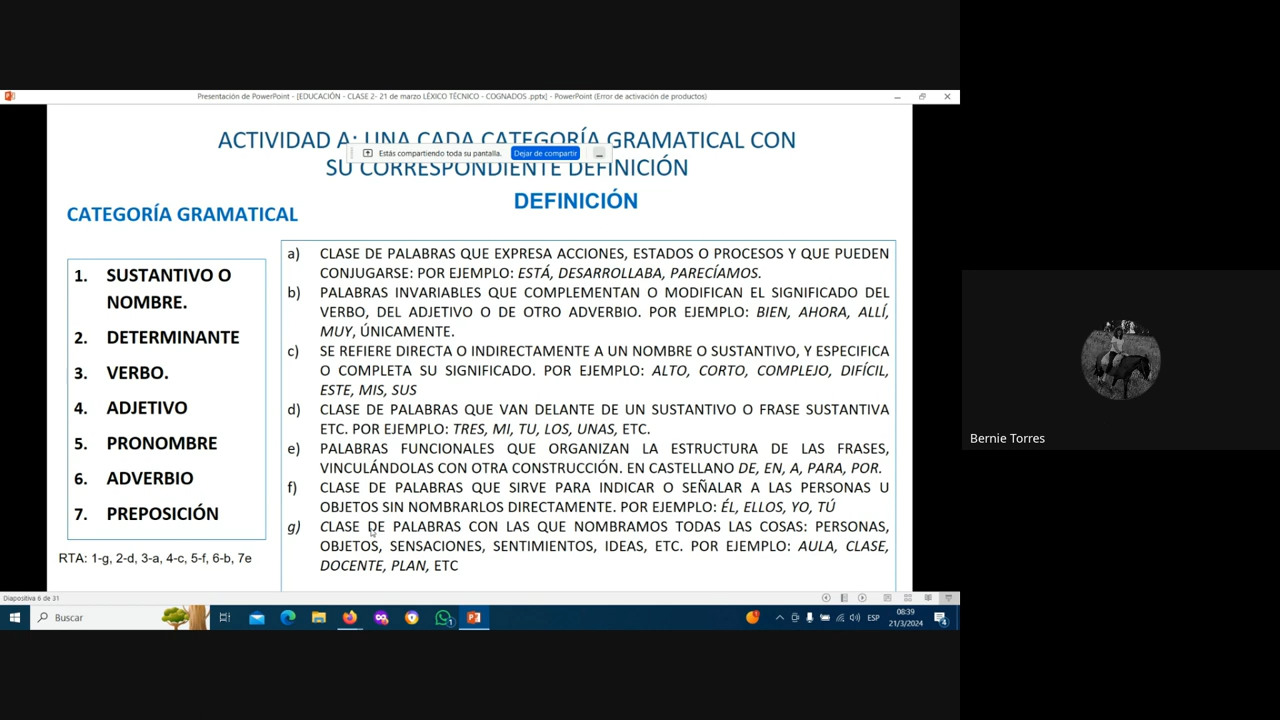 Presentación de PowerPoint - [EDUCACIÓN - CLASE 2- 21 de marzo LÉXICO TÉCNICO - COGNADOS .pptx] - PowerPoint (Error de activación de productos)
ACTIVIDAD A: UNA CADA CATEGORÍA GRAMATICAL CON
Estás compartiendo toda su pantalla. Dejar de compartir
SU CORRESPONDIENTE DEFINICIÓN
DEFINICIÓN
CATEGORÍA GRAMATICAL
1. SUSTANTIVO O
NOMBRE.
2. DETERMINANTE
3. VERBO.
4. ADJETIVO
5. PRONOMBRE
6. ADVERBIO
7. PREPOSICIÓN
RTA: 1-g, 2-d, 3-a, 4-c, 5-f, 6-b, 7e
a) CLASE DE PALABRAS QUE EXPRESA ACCIONES, ESTADOS O PROCESOS Y QUE PUEDEN
CONJUGARSE: POR EJEMPLO: ESTÁ, DESARROLLABA, PARECÍAMOS.
b) PALABRAS INVARIABLES QUE COMPLEMENTAN O MODIFICAN EL SIGNIFICADO DEL
VERBO, DEL ADJETIVO O DE OTRO ADVERBIO. POR EJEMPLO: BIEN, AHORA, ALLÍ,
MUY, ÚNICAMENTE.
c) SE REFIERE DIRECTA O INDIRECTAMENTE A UN NOMBRE O SUSTANTIVO, Y ESPECIFICA
O COMPLETA SU SIGNIFICADO. POR EJEMPLO: ALTO, CORTO, COMPLEJO, DIFÍCIL,
ESTE, MIS, SUS
d) CLASE DE PALABRAS QUE VAN DELANTE DE UN SUSTANTIVO O FRASE SUSTANTIVA
ETC. POR EJEMPLO: TRES, MI, TU, LOS, UNAS, ETC.
e) PALABRAS FUNCIONALES QUE ORGANIZAN LA ESTRUCTURA DE LAS FRASES,
VINCULÁNDOLAS CON OTRA CONSTRUCCIÓN. EN CASTELLANO DE, EN, A, PARA, POR.
f) CLASE DE PALABRAS QUE SIRVE PARA INDICAR O SEÑALAR A LAS PERSONAS U
OBJETOS SIN NOMBRARLOS DIRECTAMENTE. POR EJEMPLO: ÉL, ELLOS, YO, TÚ
g) CLASE DE PALABRAS CON LAS QUE NOMBRAMOS TODAS LAS COSAS: PERSONAS,
OBJETOS, SENSACIONES, SENTIMIENTOS, IDEAS, ETC. POR EJEMPLO: AULA, CLASE,
DOCENTE, PLAN, ETC
Bernie Torres
Diapositiva 6 de 31
Buscar
ESP
08:39
21/3/2024
4